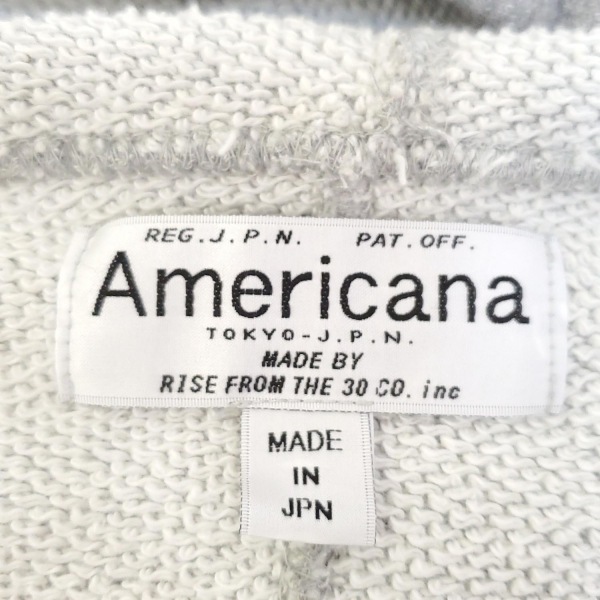 REG.J.P.N. PAT.OFF.
Americana
TOKYO-J.P.N.
MADE BY
RISE FROM THE 30 CO. inc
MADE
IN
JPN